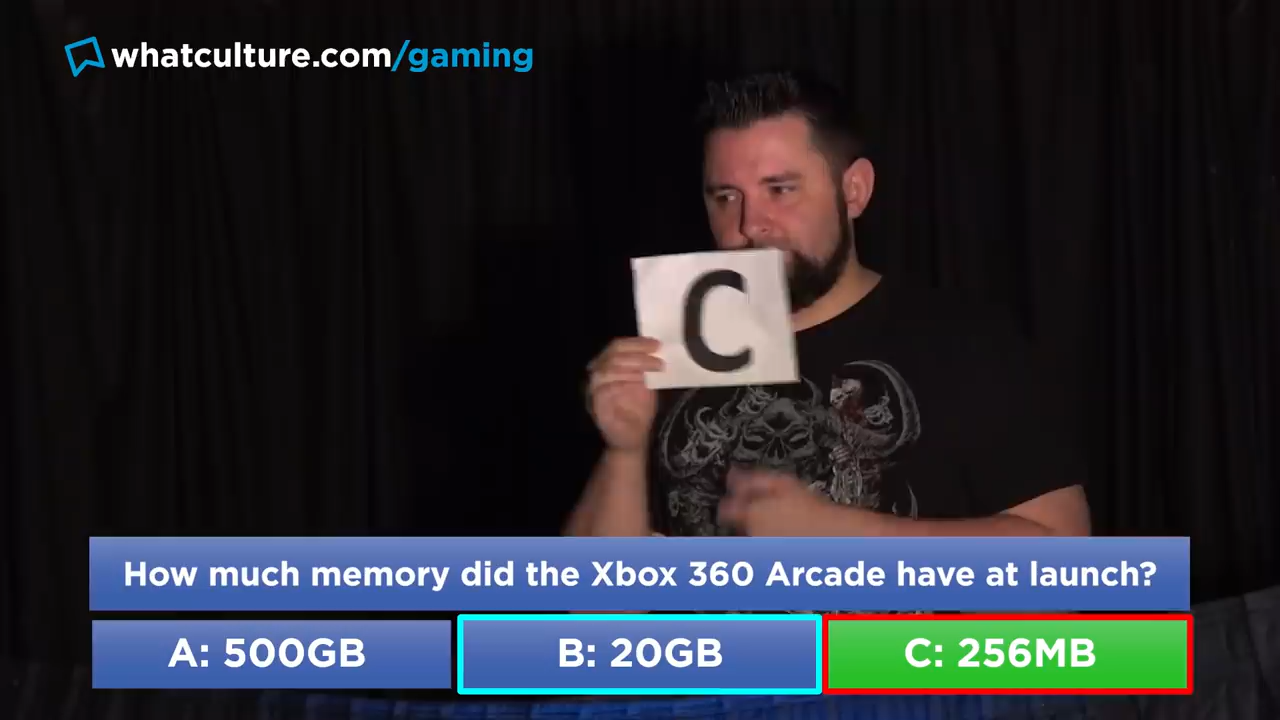 whatculture.com/gaming
C
How much memory did the Xbox 360 Arcade have at launch?
A: 500GB
B: 20GB
C: 256MB